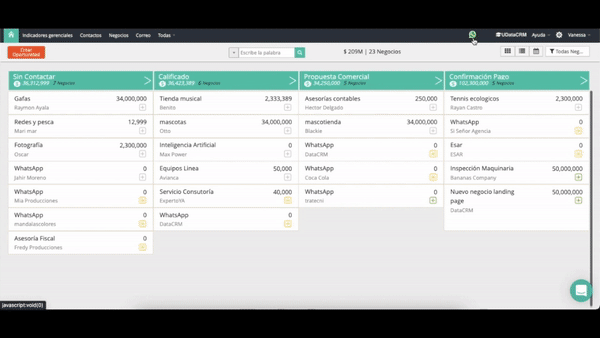 Indicadores gerenciales Contactos Negocios Correo Todas UDataCRM Ayuda Vanessa
Crear Oportunidad
Escribe la palabra
$ 209M | 23 Negocios
Todas Neg...
Sin Contactar
36,312,999 7 Negocios
Gafas 34,000,000
Raymon Ayala
Redes y pesca 12,999
Mari mar
Fotografía 2,300,000
Oscar
WhatsApp 0
Jahir Moreno
WhatsApp 0
Mia Producciones
WhatsApp 0
mandalascolores
Asesoría Fiscal 0
Fredy Producciones
Calificado
36,423,389 6 Negocios
Tienda musical 2,333,389
Benito
mascotas 34,000,000
Otto
Inteligencia Artificial 0
Max Power
Equipos Linea 50,000
Avianca
Servicio Consutoría 40,000
ExpertoYA
WhatsApp 0
DataCRM
Propuesta Comercial
34,250,000 5 Negocios
Asesorías contables 250,000
Hector Delgado
mascotienda 34,000,000
Blackie
WhatsApp 0
DataCRM
WhatsApp 0
Coca Cola
WhatsApp 0
Confirmación Pago
102,300,000 5 Negocios
Tennis ecologicos 2,300,000
Rayan Castro
WhatsApp 0
Sí Señor Agencia
Esar 0
ESAR
Inspección Maquinaria 50,000,000
Baisanas Company
Nuevo negocio landing 50,000,000
page
DataCRM
javascript:void(0)